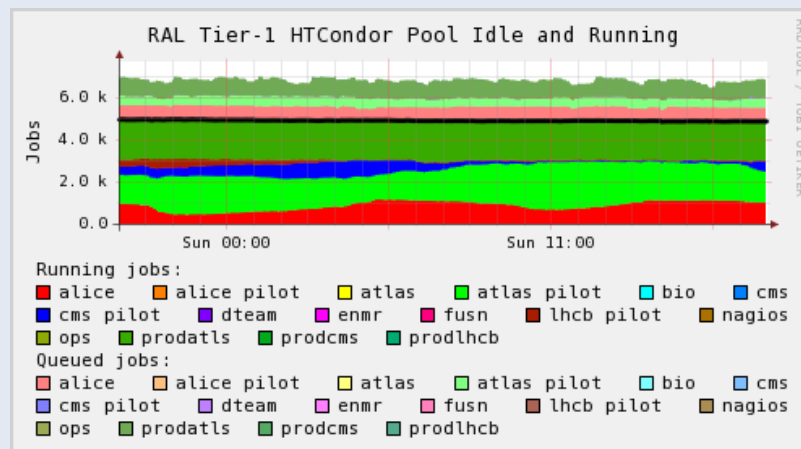 RAL Tier-1 HTCondor Pool Idle and Running
Jobs
6.0 k
4.0 k
2.0 k
0.0
Sun 00:00 Sun 11:00
Running jobs:
alice alice pilot atlas atlas pilot bio cms
cms pilot dteam enmr fusn lhcb pilot nagios
ops prodatls prodcms prodlhcb
Queued jobs:
alice alice pilot atlas atlas pilot bio cms
cms pilot dteam enmr fusn lhcb pilot nagios
ops prodatls prodcms prodlhcb